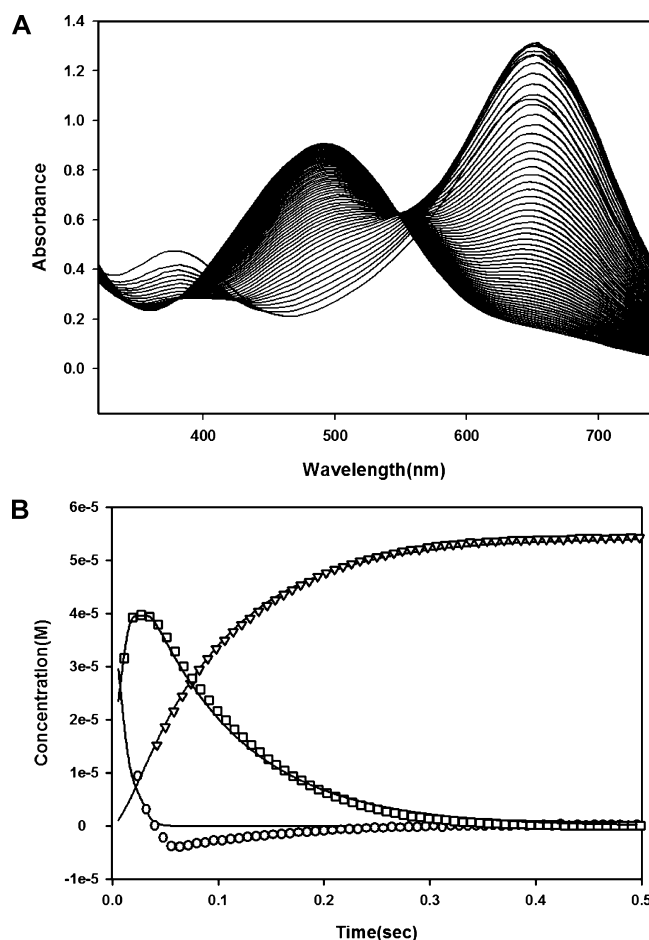 A
1.4
1.2
1.0
0.8
0.6
0.4
0.2
0.0
Absorbance
400 500 600 700
Wavelength(nm)
B
6e-5
5e-5
4e-5
3e-5
2e-5
1e-5
0
-1e-5
Concentration(M)
0.0 0.1 0.2 0.3 0.4 0.5
Time(sec)